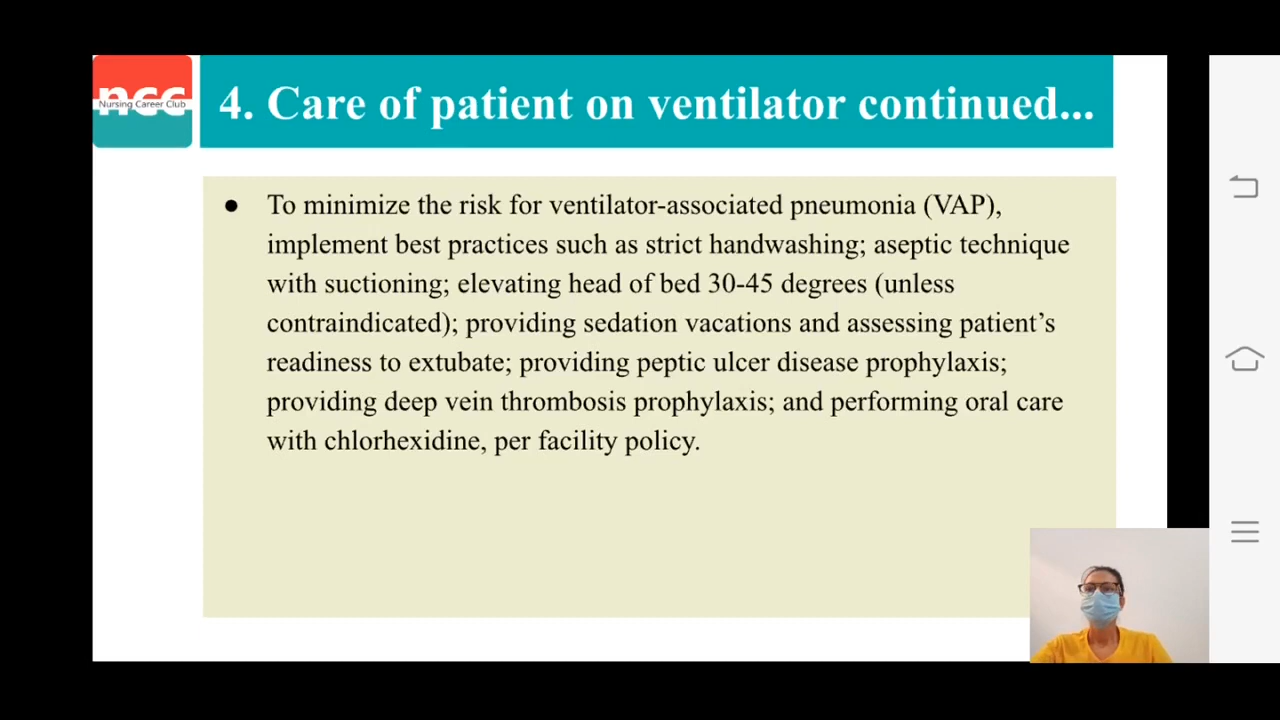 ncc
Nursing Career Club
4. Care of patient on ventilator continued...
● To minimize the risk for ventilator-associated pneumonia (VAP),
implement best practices such as strict handwashing; aseptic technique
with suctioning; elevating head of bed 30-45 degrees (unless
contraindicated); providing sedation vacations and assessing patient’s
readiness to extubate; providing peptic ulcer disease prophylaxis;
providing deep vein thrombosis prophylaxis; and performing oral care
with chlorhexidine, per facility policy.